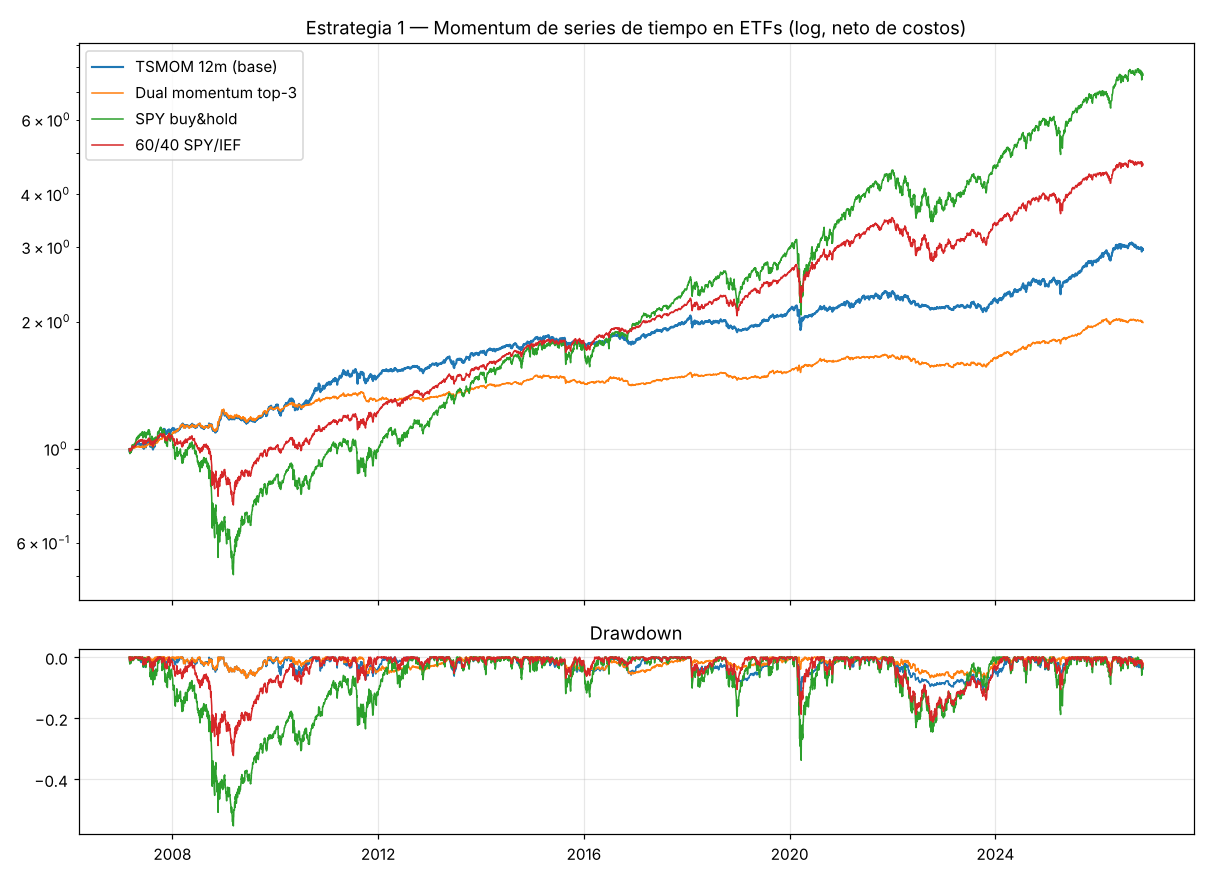 Estrategia 1 — Momentum de series de tiempo en ETFs (log, neto de costos)
TSMOM 12m (base)
Dual momentum top-3
SPY buy&hold
60/40 SPY/IEF
6 × 10⁰
4 × 10⁰
3 × 10⁰
2 × 10⁰
10⁰
6 × 10⁻¹
Drawdown
0.0
−0.2
−0.4
2008 2012 2016 2020 2024